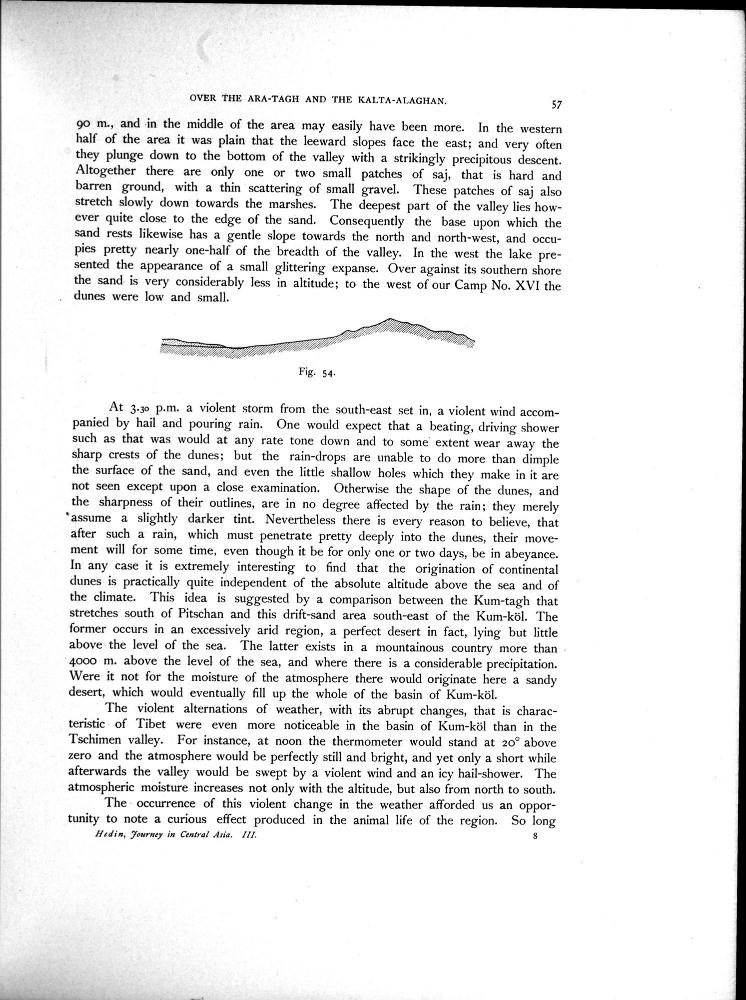 OVER THE ARA-TAGH AND THE KALTA-ALAGHAN.
57
90 m., and in the middle of the area may easily have been more. In the western
half of the area it was plain that the leeward slopes face the east; and very often
they plunge down to the bottom of the valley with a strikingly precipitous descent.
Altogether there are only one or two small patches of saj, that is hard and
barren ground, with a thin scattering of small gravel. These patches of saj also
stretch slowly down towards the marshes. The deepest part of the valley lies how-
ever quite close to the edge of the sand. Consequently the base upon which the
sand rests likewise has a gentle slope towards the north and north-west, and occu-
pies pretty nearly one-half of the breadth of the valley. In the west the lake pre-
sented the appearance of a small glittering expanse. Over against its southern shore
the sand is very considerably less in altitude; to the west of our Camp No. XVI the
dunes were low and small.
Fig. 54.
At 3.30 p.m. a violent storm from the south-east set in, a violent wind accom-
panied by hail and pouring rain. One would expect that a beating, driving shower
such as that was would at any rate tone down and to some extent wear away the
sharp crests of the dunes; but the rain-drops are unable to do more than dimple
the surface of the sand, and even the little shallow holes which they make in it are
not seen except upon a close examination. Otherwise the shape of the dunes, and
the sharpness of their outlines, are in no degree affected by the rain; they merely
assume a slightly darker tint. Nevertheless there is every reason to believe, that
after such a rain, which must penetrate pretty deeply into the dunes, their move-
ment will for some time, even though it be for only one or two days, be in abeyance.
In any case it is extremely interesting to find that the origination of continental
dunes is practically quite independent of the absolute altitude above the sea and of
the climate. This idea is suggested by a comparison between the Kum-tagh that
stretches south of Pitschan and this drift-sand area south-east of the Kum-köl. The
former occurs in an excessively arid region, a perfect desert in fact, lying but little
above the level of the sea. The latter exists in a mountainous country more than
4000 m. above the level of the sea, and where there is a considerable precipitation.
Were it not for the moisture of the atmosphere there would originate here a sandy
desert, which would eventually fill up the whole of the basin of Kum-köl.
The violent alternations of weather, with its abrupt changes, that is charac-
teristic of Tibet were even more noticeable in the basin of Kum-köl than in the
Tschimen valley. For instance, at noon the thermometer would stand at 20° above
zero and the atmosphere would be perfectly still and bright, and yet only a short while
afterwards the valley would be swept by a violent wind and an icy hail-shower. The
atmospheric moisture increases not only with the altitude, but also from north to south.
The occurrence of this violent change in the weather afforded us an oppor-
tunity to note a curious effect produced in the animal life of the region. So long
Hedin, Journey in Central Asia. III.
8